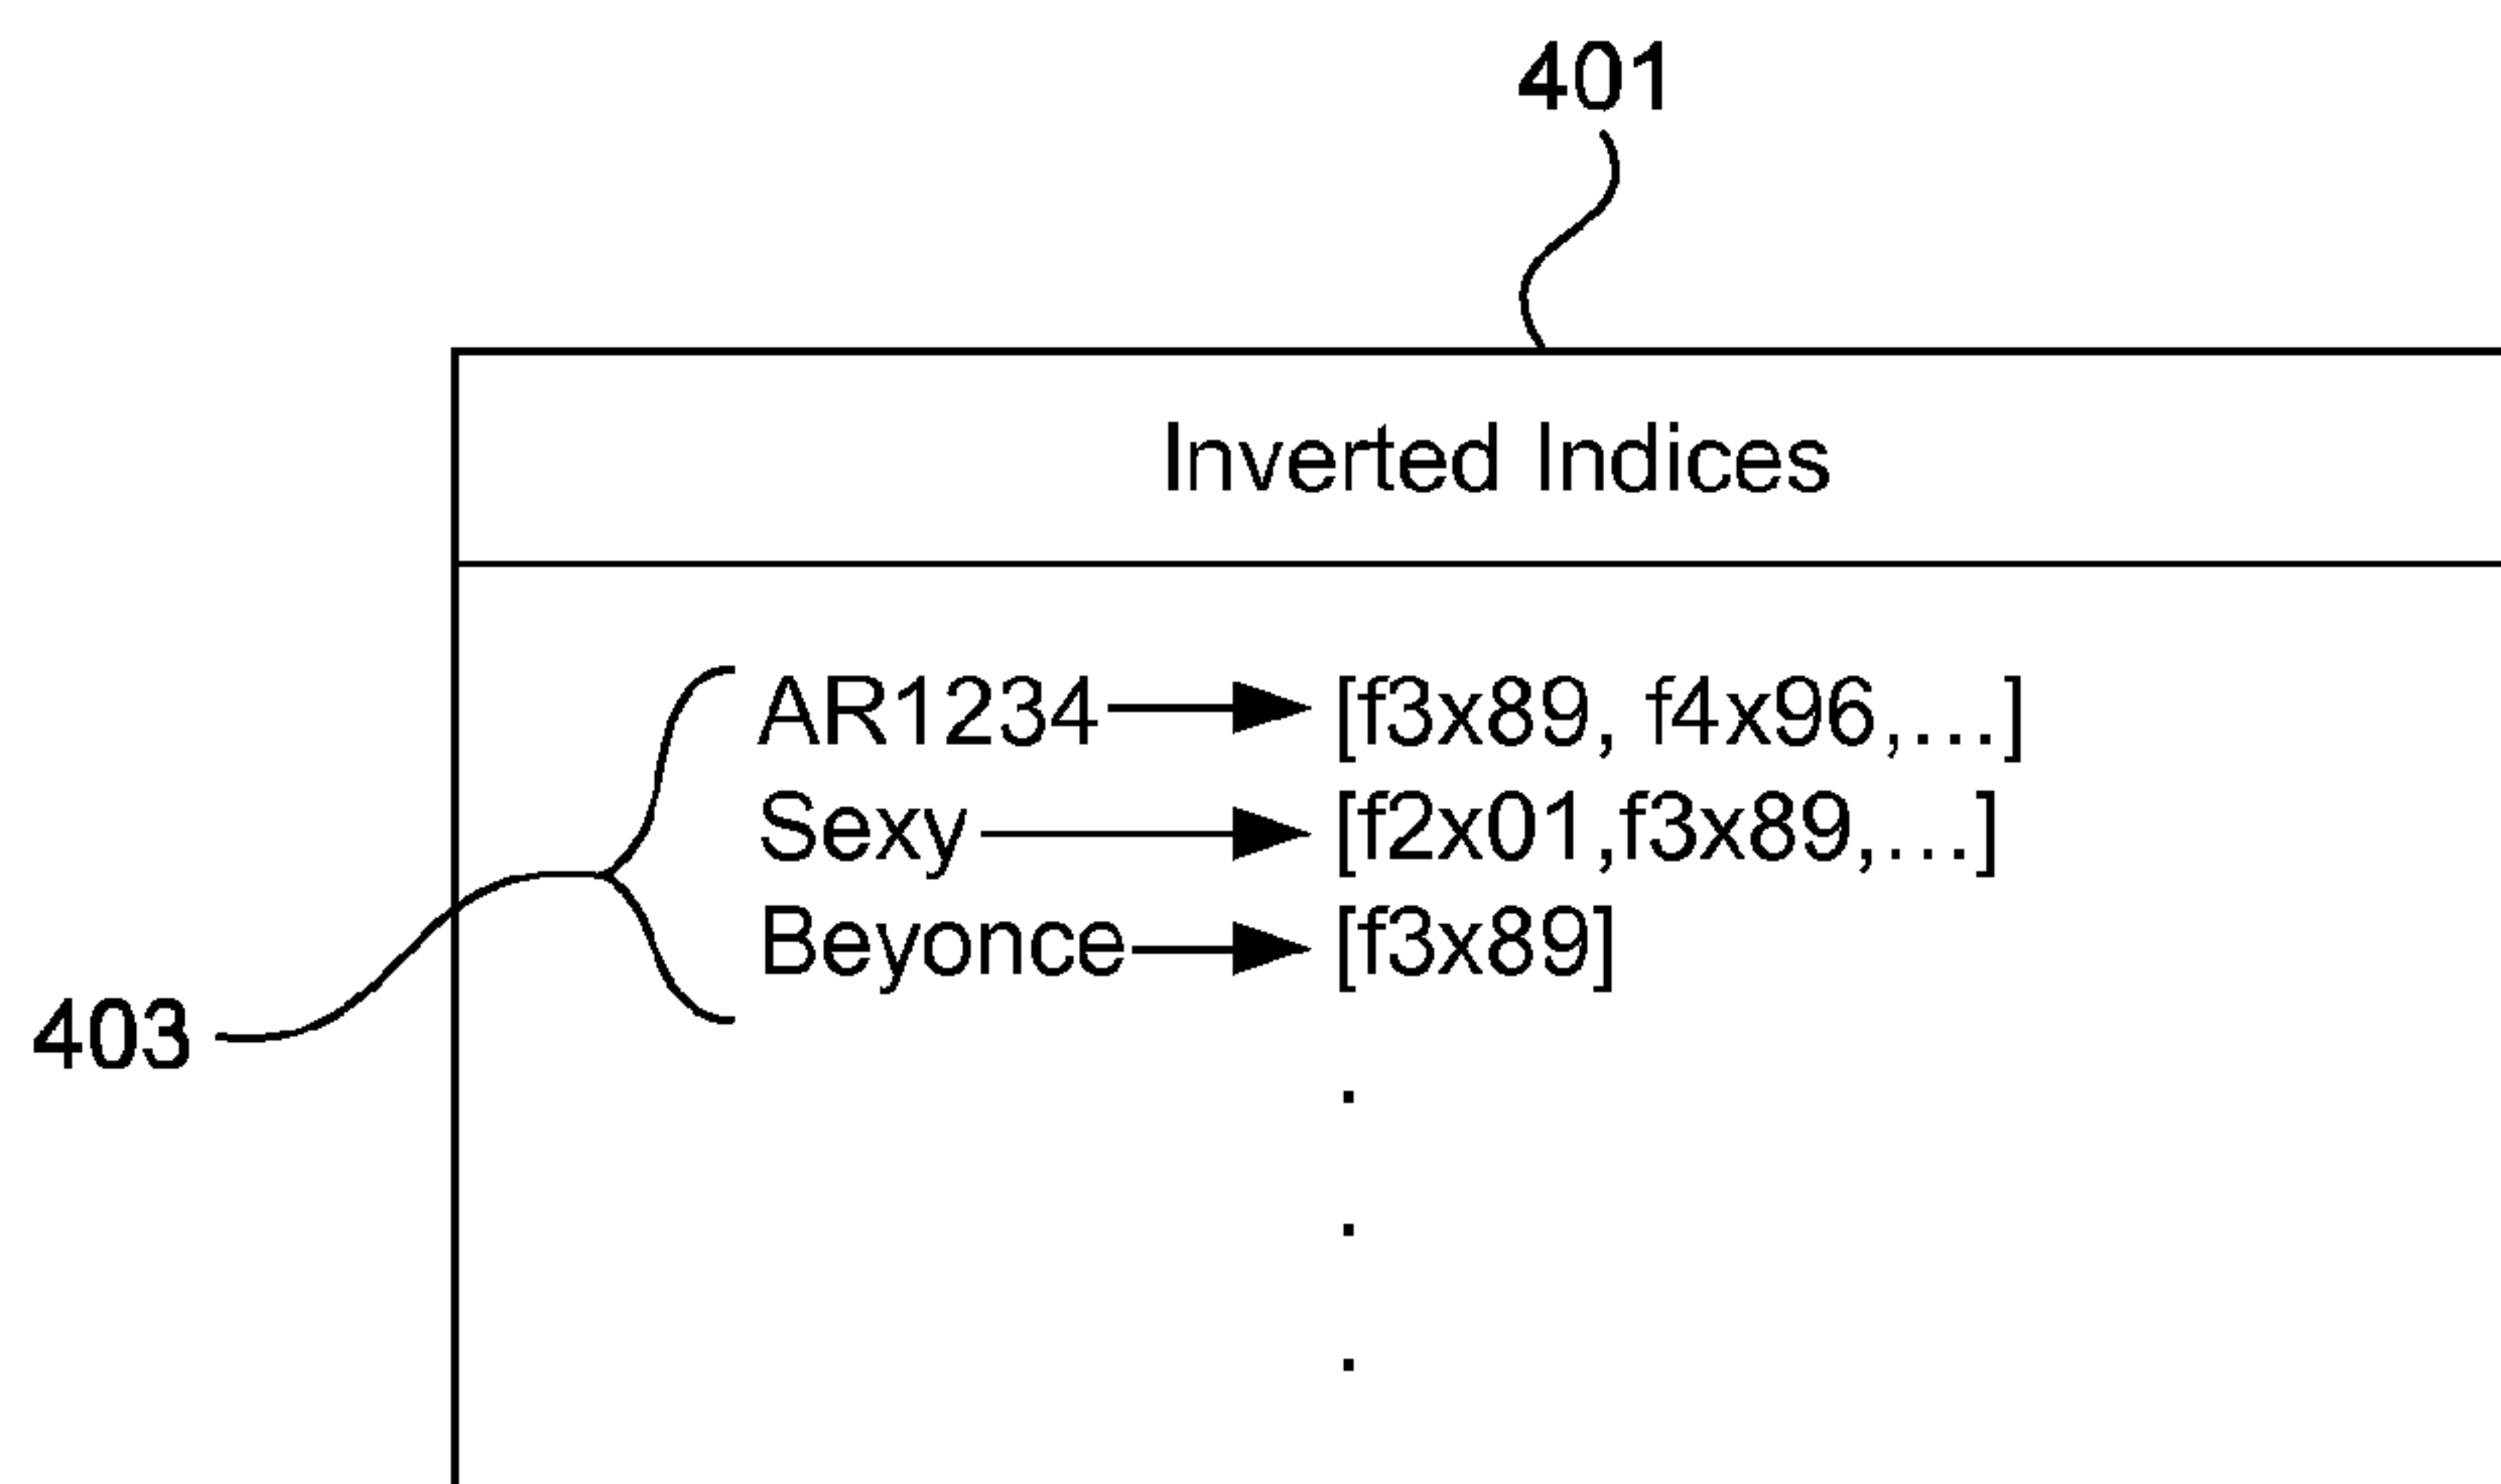 401
Inverted Indices
AR1234 [f3x89, f4x96,...]
Sexy [f2x01,f3x89,...]
Beyonce [f3x89]
403
.
.
.